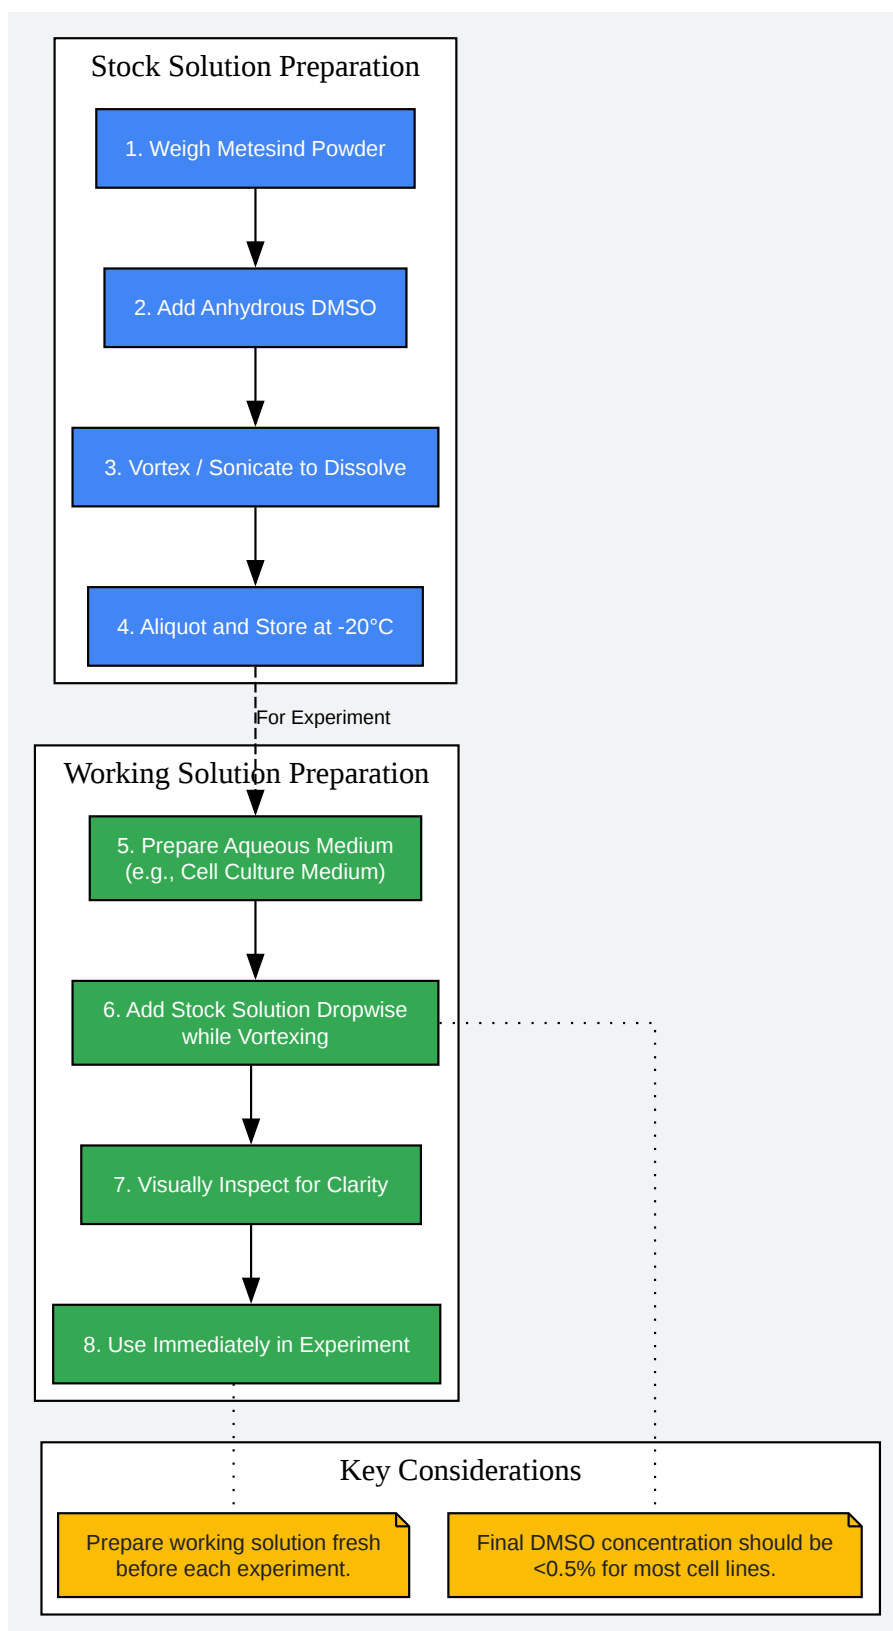 Stock Solution Preparation
1. Weigh Metesind Powder
2. Add Anhydrous DMSO
3. Vortex / Sonicate to Dissolve
4. Aliquot and Store at -20°C
For Experiment
Working Solution Preparation
5. Prepare Aqueous Medium
(e.g., Cell Culture Medium)
6. Add Stock Solution Dropwise
while Vortexing
7. Visually Inspect for Clarity
8. Use Immediately in Experiment
Key Considerations
Prepare working solution fresh
before each experiment.
Final DMSO concentration should be
<0.5% for most cell lines.